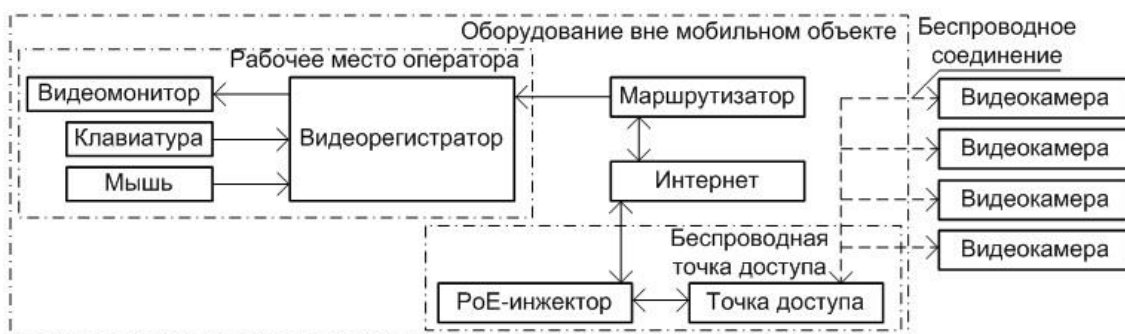 Оборудование вне мобильном объекте
Беспроводное
соединение
Рабочее место оператора
Видеомонитор
Клавиатура
Мышь
Видеорегистратор
Маршрутизатор
Интернет
Видеокамера
Видеокамера
Видеокамера
Видеокамера
Беспроводная
точка доступа
PoE-инжектор
Точка доступа